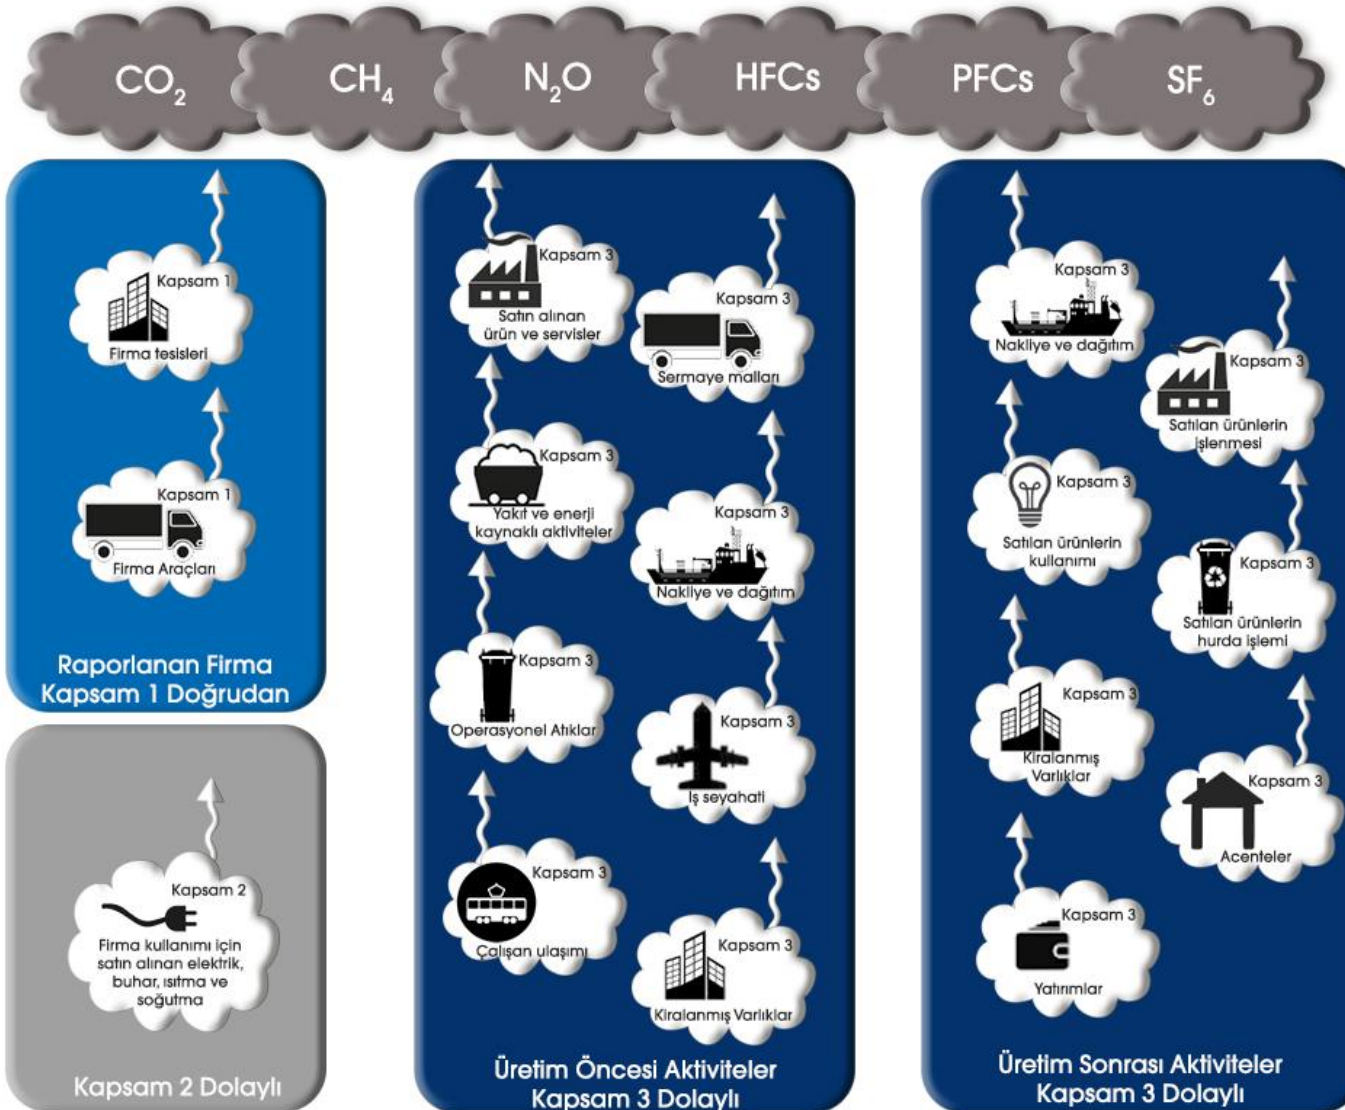 CO₂
CH₄
N₂O
HFCs
PFCs
SF₆
Kapsam 1
Firma tesisleri
Kapsam 1
Firma Araçları
Raporlanan Firma
Kapsam 1 Doğrudan
Kapsam 2
Firma kullanımı için
satın alınan elektrik,
buhar, ısıtma ve
soğutma
Kapsam 2 Dolaylı
Kapsam 3
Satın alınan
ürün ve servisler
Kapsam 3
Sermaye malları
Kapsam 3
Yakıt ve enerji
kaynaklı aktiviteler
Kapsam 3
Nakliye ve dağıtım
Kapsam 3
Operasyonel Atıklar
Kapsam 3
İş seyahati
Kapsam 3
Çalışan ulaşımı
Kapsam 3
Kiralanmış Varlıklar
Üretim Öncesi Aktiviteler
Kapsam 3 Dolaylı
Kapsam 3
Nakliye ve dağıtım
Kapsam 3
Satılan ürünlerin
işlenmesi
Kapsam 3
Satılan ürünlerin
kullanımı
Kapsam 3
Satılan ürünlerin
hurda işlemi
Kapsam 3
Kiralanmış
Varlıklar
Kapsam 3
Acenteler
Kapsam 3
Yatırımlar
Üretim Sonrası Aktiviteler
Kapsam 3 Dolaylı